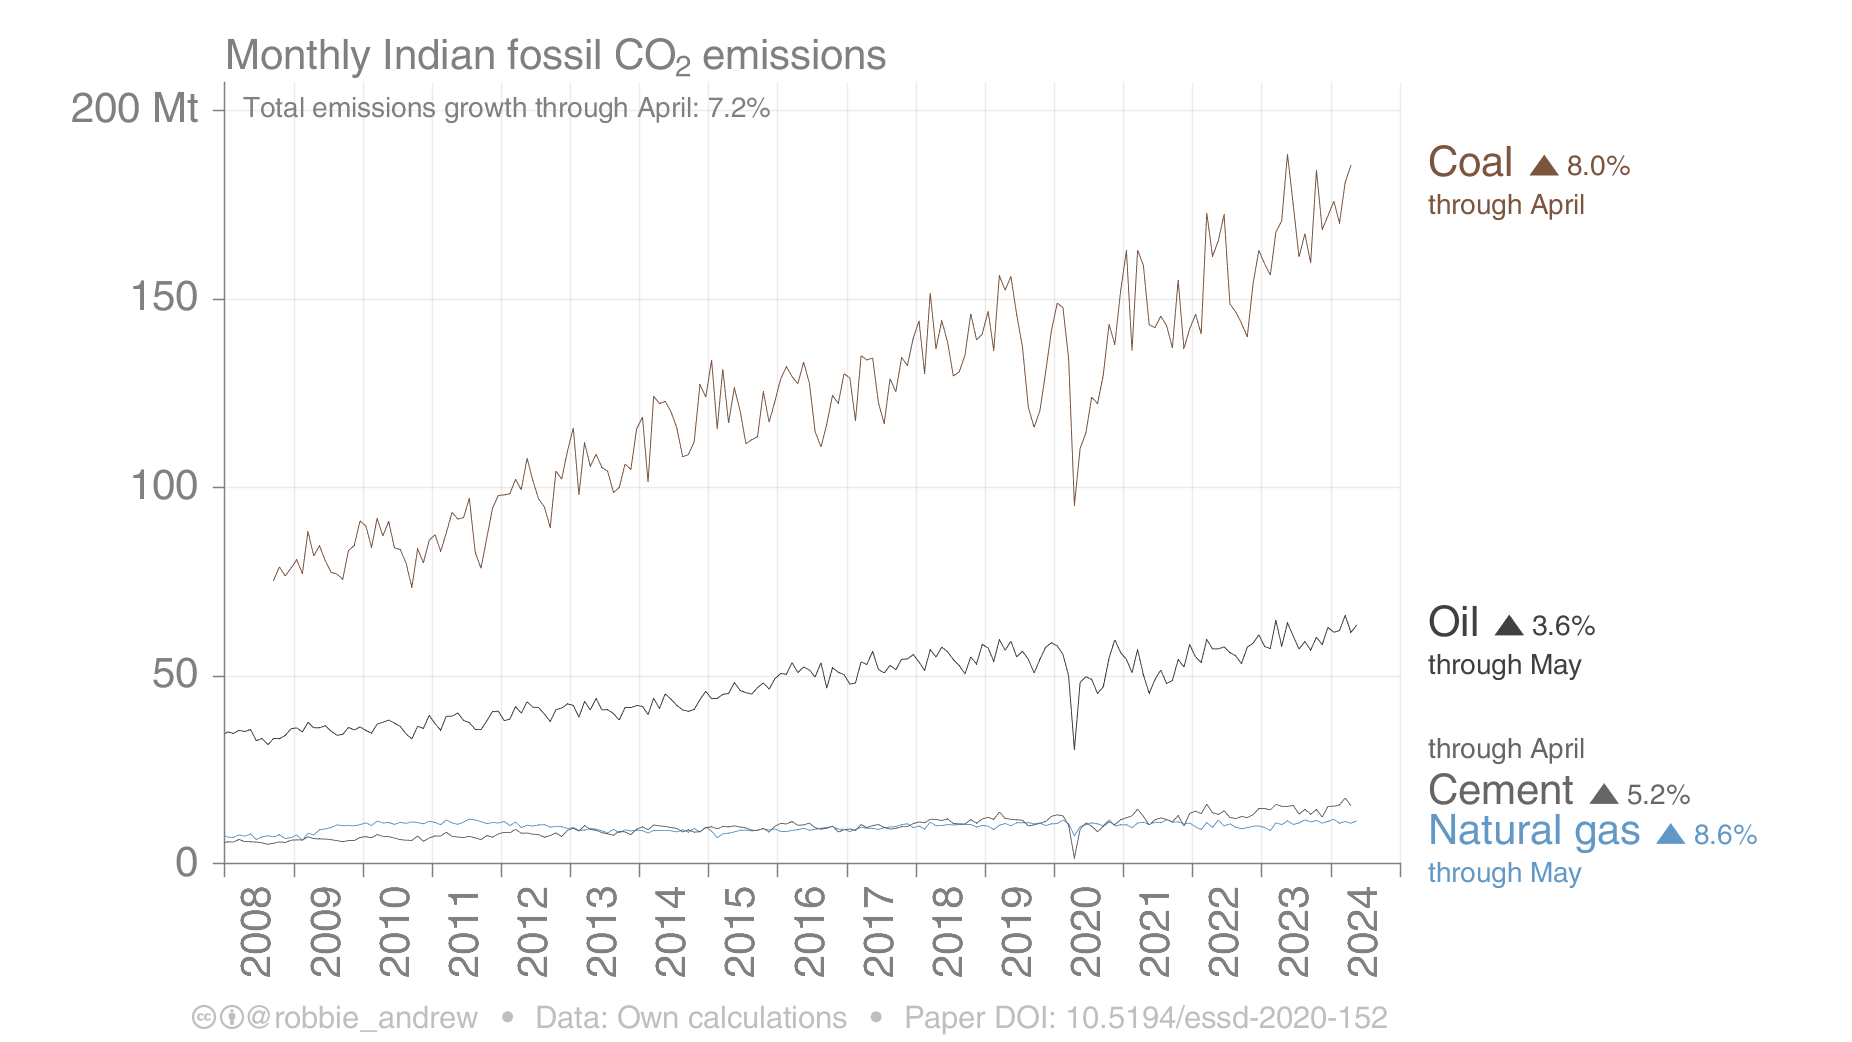 Monthly Indian fossil CO₂ emissions
Total emissions growth through April: 7.2%
200 Mt
150
100
50
0
2008
2009
2010
2011
2012
2013
2014
2015
2016
2017
2018
2019
2020
2021
2022
2023
2024
Coal ▲ 8.0%
through April
Oil ▲ 3.6%
through May
through April
Cement ▲ 5.2%
Natural gas ▲ 8.6%
through May
@robbie_andrew • Data: Own calculations • Paper DOI: 10.5194/essd-2020-152